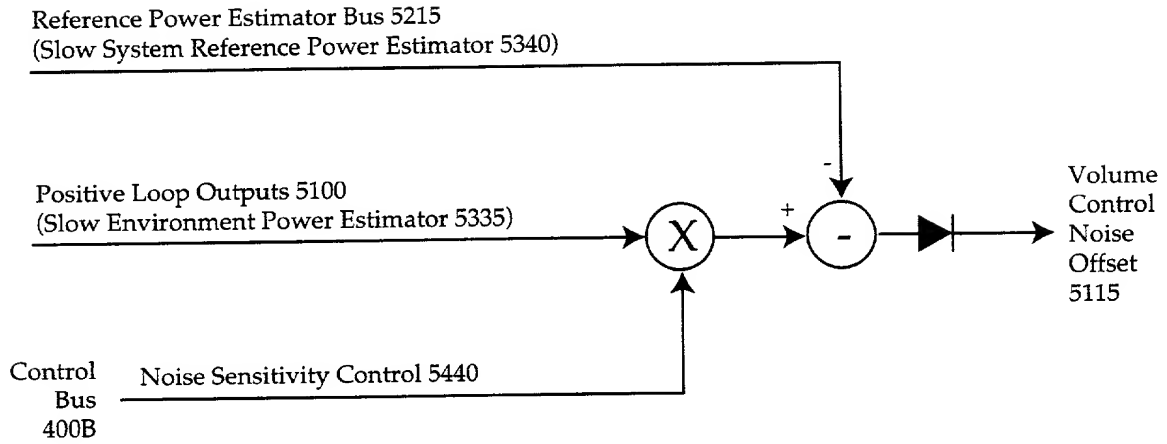 Reference Power Estimator Bus 5215
(Slow System Reference Power Estimator 5340)
-
Positive Loop Outputs 5100
(Slow Environment Power Estimator 5335)
X
+
-
Volume
Control
Noise
Offset
5115
Control
Bus
400B
Noise Sensitivity Control 5440